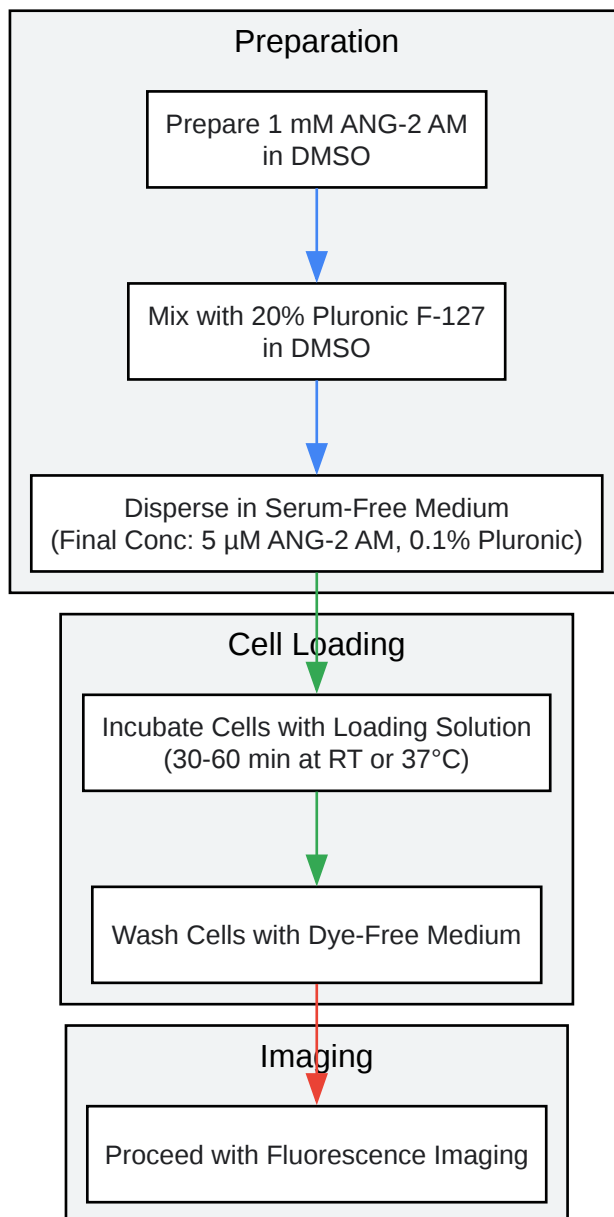 Preparation
Prepare 1 mM ANG-2 AM
in DMSO
Mix with 20% Pluronic F-127
in DMSO
Disperse in Serum-Free Medium
(Final Conc: 5 µM ANG-2 AM, 0.1% Pluronic)
Cell Loading
Incubate Cells with Loading Solution
(30-60 min at RT or 37°C)
Wash Cells with Dye-Free Medium
Imaging
Proceed with Fluorescence Imaging